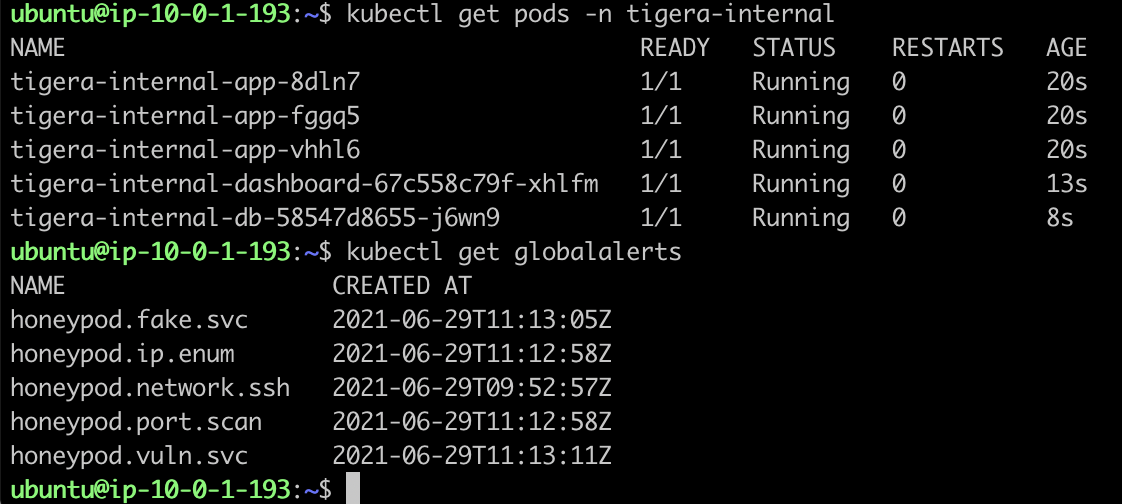 ubuntu@ip-10-0-1-193:~$ kubectl get pods -n tigera-internal
NAME READY STATUS RESTARTS AGE
tigera-internal-app-8dln7 1/1 Running 0 20s
tigera-internal-app-fggq5 1/1 Running 0 20s
tigera-internal-app-vhhl6 1/1 Running 0 20s
tigera-internal-dashboard-67c558c79f-xhlfm 1/1 Running 0 13s
tigera-internal-db-58547d8655-j6wn9 1/1 Running 0 8s
ubuntu@ip-10-0-1-193:~$ kubectl get globalalerts
NAME CREATED AT
honeypod.fake.svc 2021-06-29T11:13:05Z
honeypod.ip.enum 2021-06-29T11:12:58Z
honeypod.network.ssh 2021-06-29T09:52:57Z
honeypod.port.scan 2021-06-29T11:12:58Z
honeypod.vuln.svc 2021-06-29T11:13:11Z
ubuntu@ip-10-0-1-193:~$